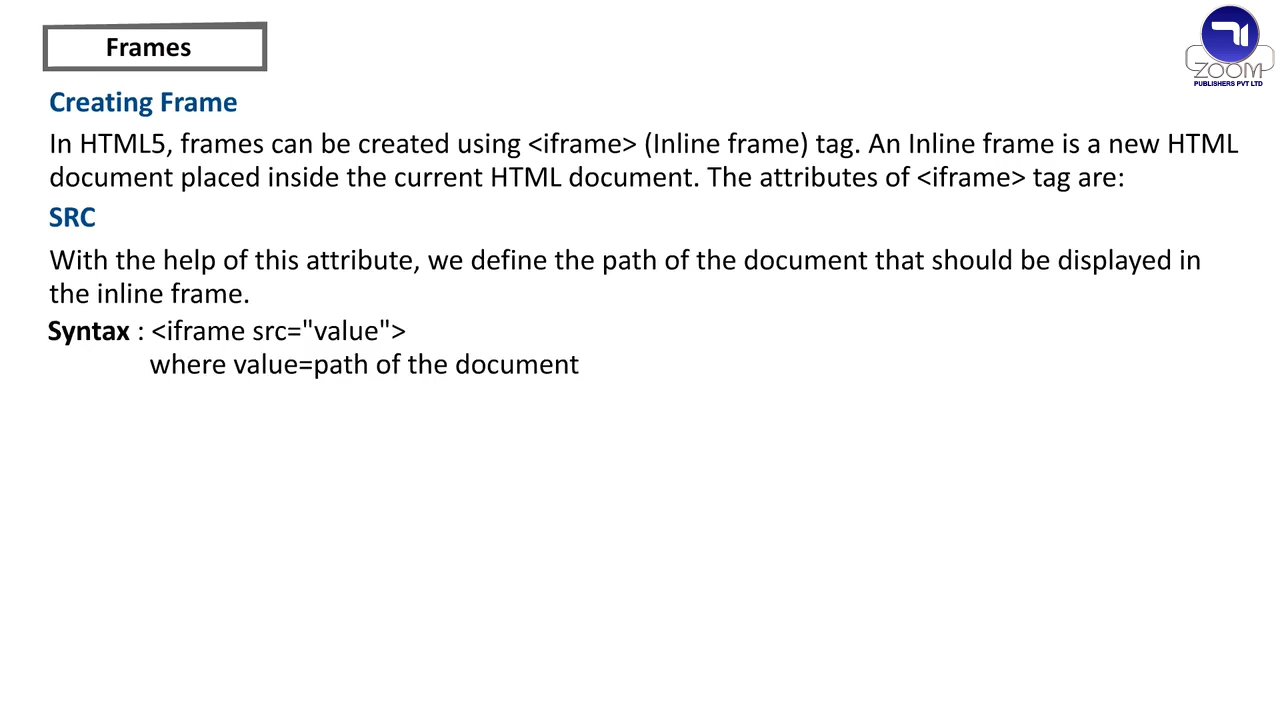 Frames
ZOOM
PUBLISHERS PVT LTD
Creating Frame
In HTML5, frames can be created using <iframe> (Inline frame) tag. An Inline frame is a new HTML
document placed inside the current HTML document. The attributes of <iframe> tag are:
SRC
With the help of this attribute, we define the path of the document that should be displayed in
the inline frame.
Syntax : <iframe src="value">
where value=path of the document